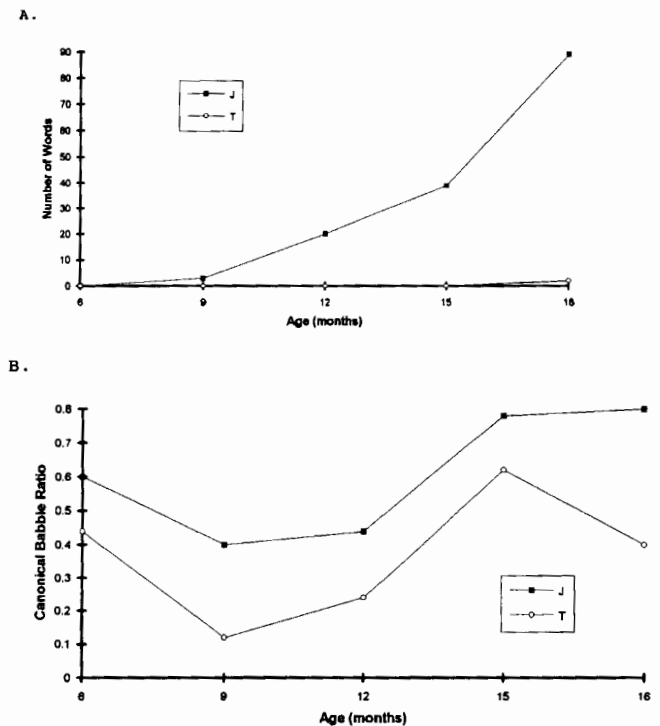 A.
90
80
70
60
50
40
30
20
10
0
Number of Words
J
T
6 9 12 15 16
Age (months)
B.
0.8
0.7
0.6
0.5
0.4
0.3
0.2
0.1
0
Canonical Babble Ratio
J
T
6 9 12 15 16
Age (months)